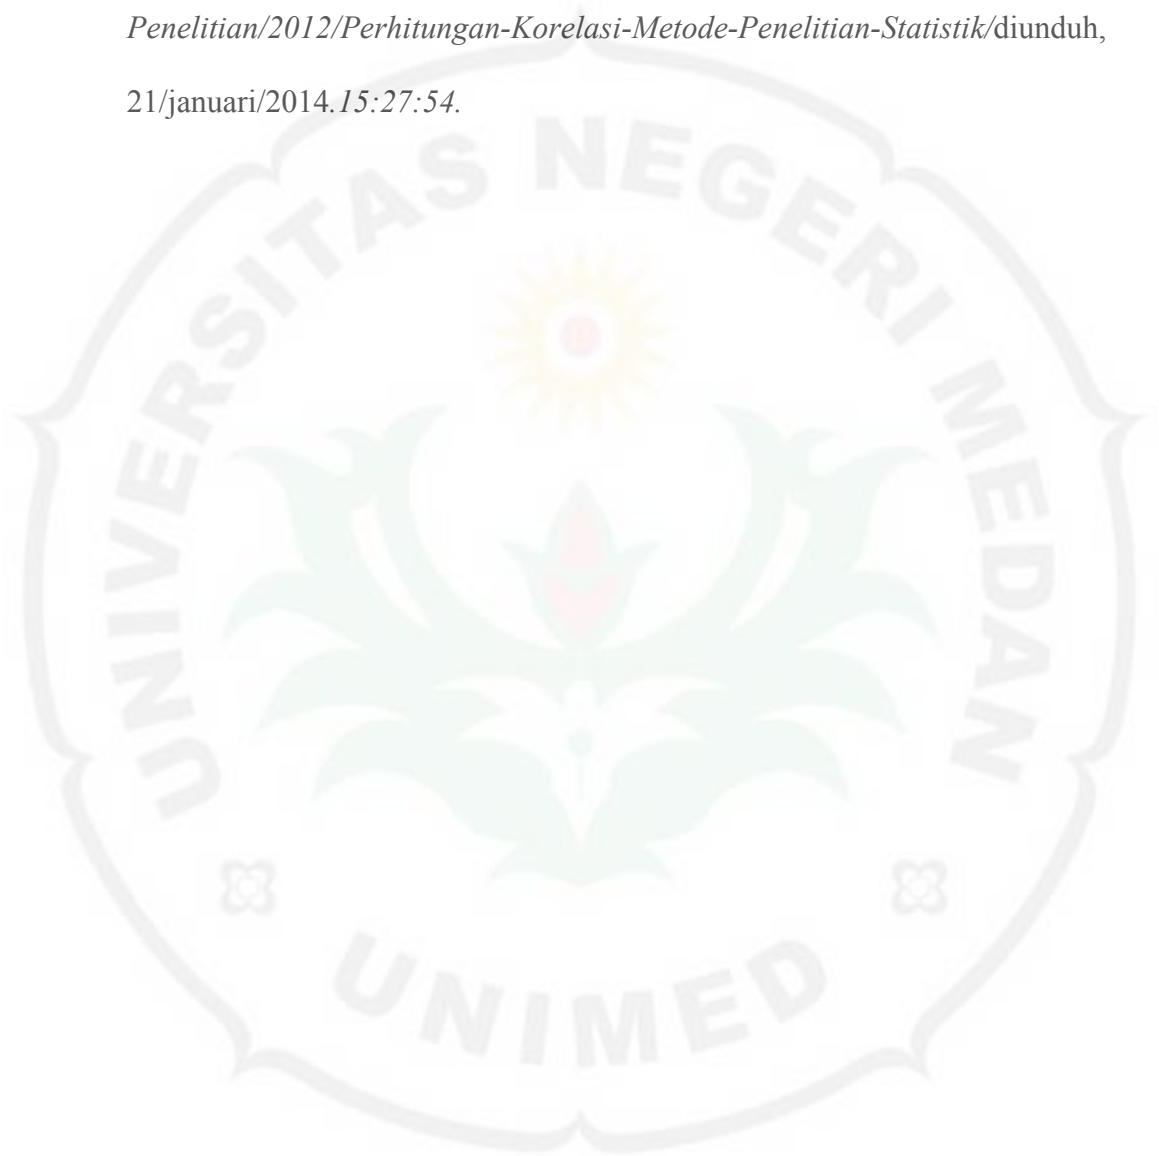 Penelitian/2012/Perhitungan-Korelasi-Metode-Penelitian-Statistik/diunduh,
21/januari/2014.15:27:54.
UNIVERSITAS NEGERI MEDAN
UNIMED